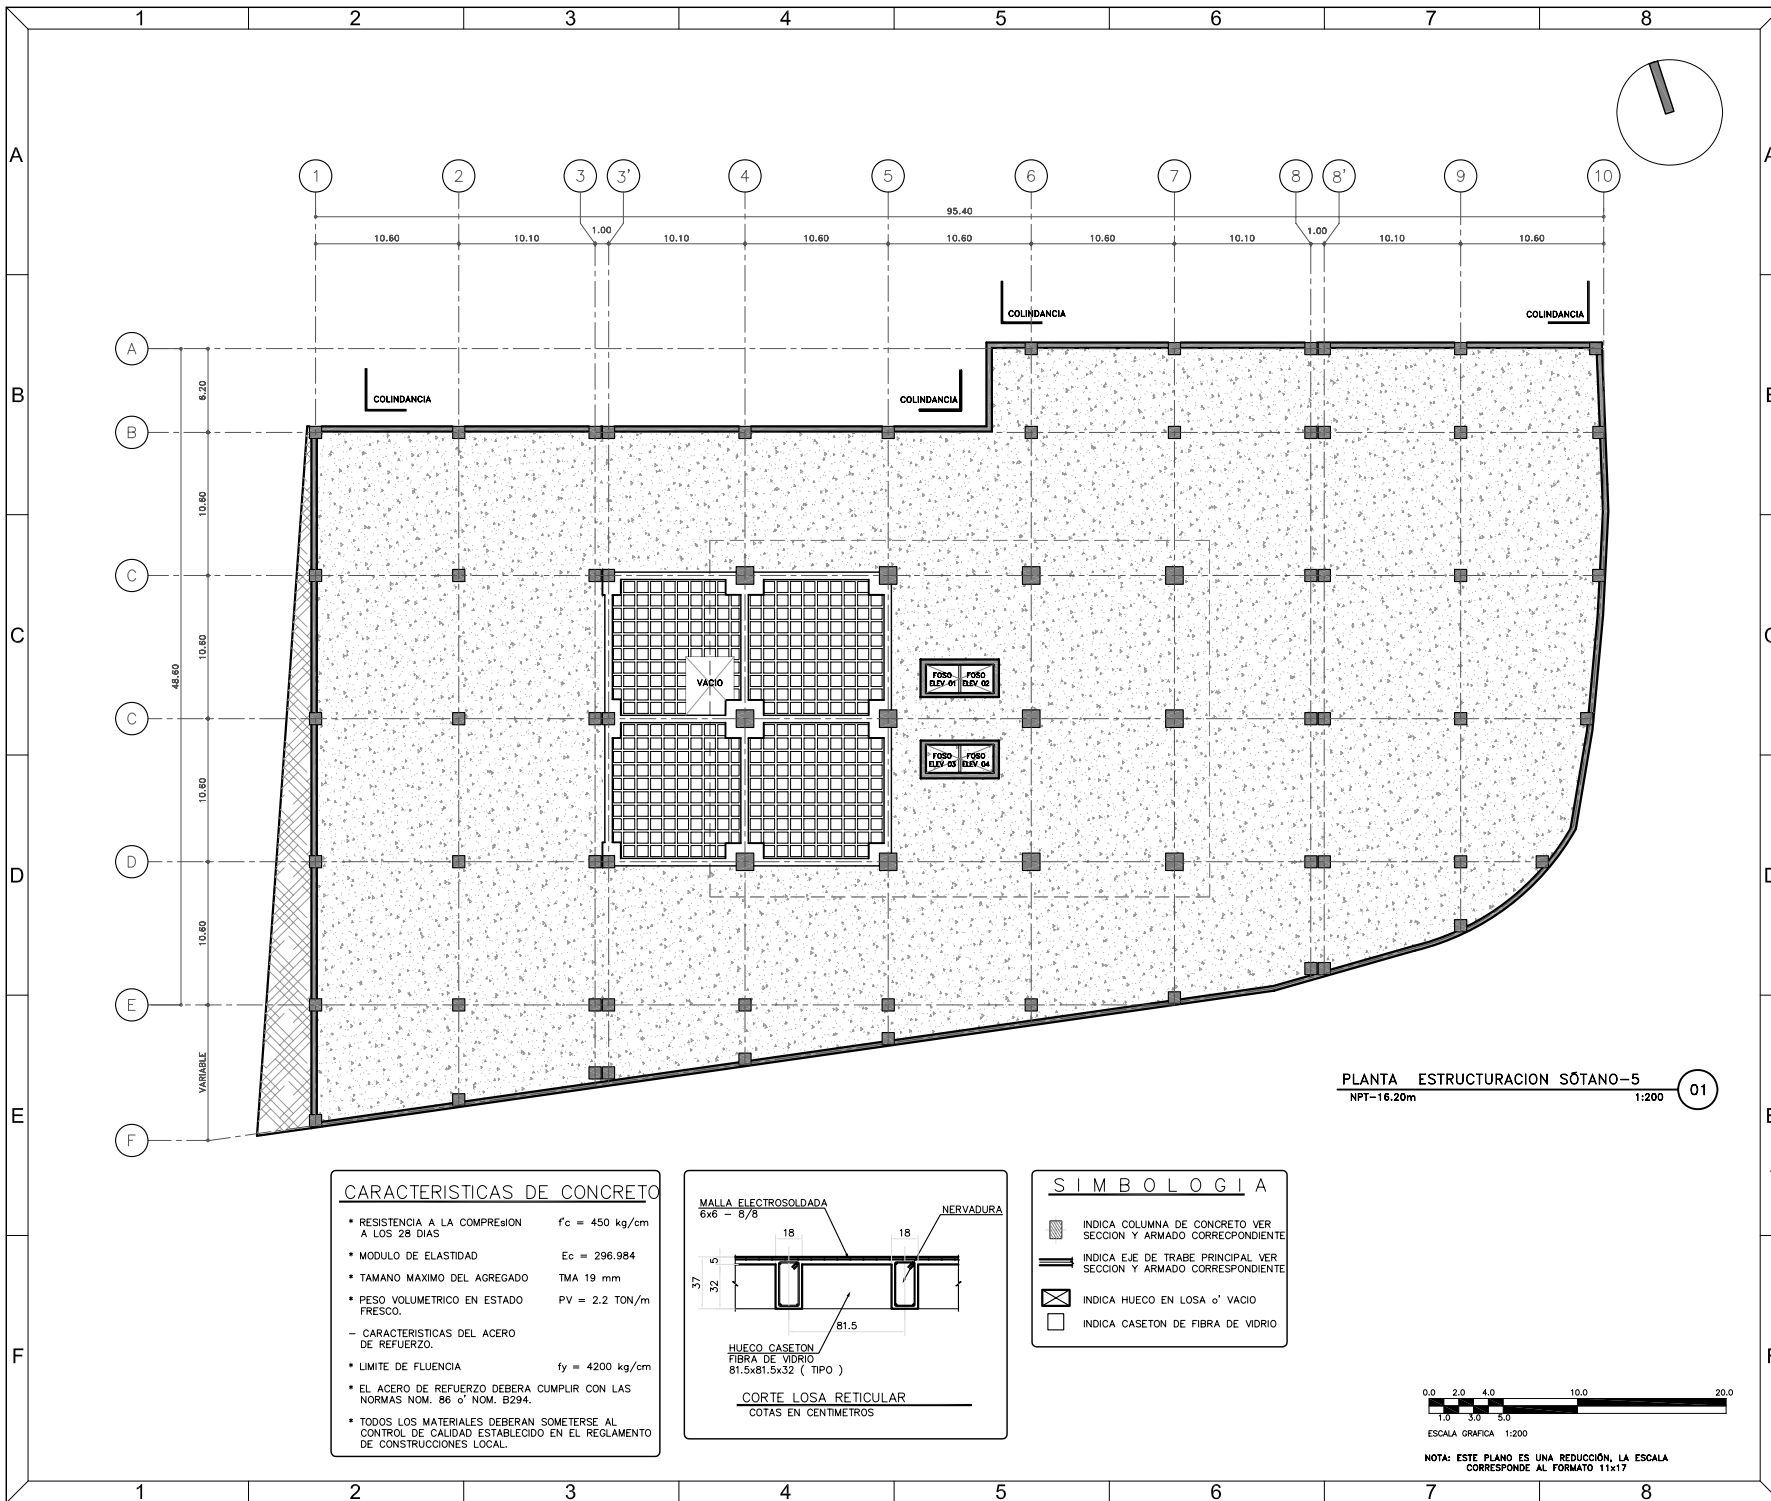 1 2 3 4 5 6 7 8
A
1 2 3 3' 4 5 6 7 8 8' 9 10
95.40
10.60 10.10 1.00 10.10 10.60 10.60 10.60 10.10 1.00 10.10 10.60
COLINDANCIA
COLINDANCIA
A
B
COLINDANCIA
COLINDANCIA
6.20
B
10.60
C
C
10.60
48.60
VACIO
FOSO ELEV 01
FOSO ELEV 02
C
FOSO ELEV 03
FOSO ELEV 04
10.60
D
D
10.60
E
VARIABLE
E
F
PLANTA ESTRUCTURACION SÓTANO-5
NPT-16.20m 1:200
01
CARACTERISTICAS DE CONCRETO
* RESISTENCIA A LA COMPRESION f'c = 450 kg/cm
A LOS 28 DIAS
* MODULO DE ELASTIDAD Ec = 296.984
* TAMANO MAXIMO DEL AGREGADO TMA 19 mm
* PESO VOLUMETRICO EN ESTADO PV = 2.2 TON/m
FRESCO.
- CARACTERISTICAS DEL ACERO
DE REFUERZO.
* LIMITE DE FLUENCIA fy = 4200 kg/cm
* EL ACERO DE REFUERZO DEBERA CUMPLIR CON LAS
NORMAS NOM. 86 o' NOM. B294.
* TODOS LOS MATERIALES DEBERAN SOMETERSE AL
CONTROL DE CALIDAD ESTABLECIDO EN EL REGLAMENTO
DE CONSTRUCCIONES LOCAL.
MALLA ELECTROSOLDADA
6x6 - 8/8
NERVADURA
18 18
5
37
32
81.5
HUECO CASETON
FIBRA DE VIDRIO
81.5x81.5x32 ( TIPO )
CORTE LOSA RETICULAR
COTAS EN CENTIMETROS
SIMBOLOGIA
INDICA COLUMNA DE CONCRETO VER
SECCION Y ARMADO CORRECPONDIENTE
INDICA EJE DE TRABE PRINCIPAL VER
SECCION Y ARMADO CORRESPONDIENTE
INDICA HUECO EN LOSA o' VACIO
INDICA CASETON DE FIBRA DE VIDRIO
F
0.0 2.0 4.0 10.0 20.0
1.0 3.0 5.0
ESCALA GRAFICA 1:200
NOTA: ESTE PLANO ES UNA REDUCCIÓN, LA ESCALA
CORRESPONDE AL FORMATO 11x17
1 2 3 4 5 6 7 8